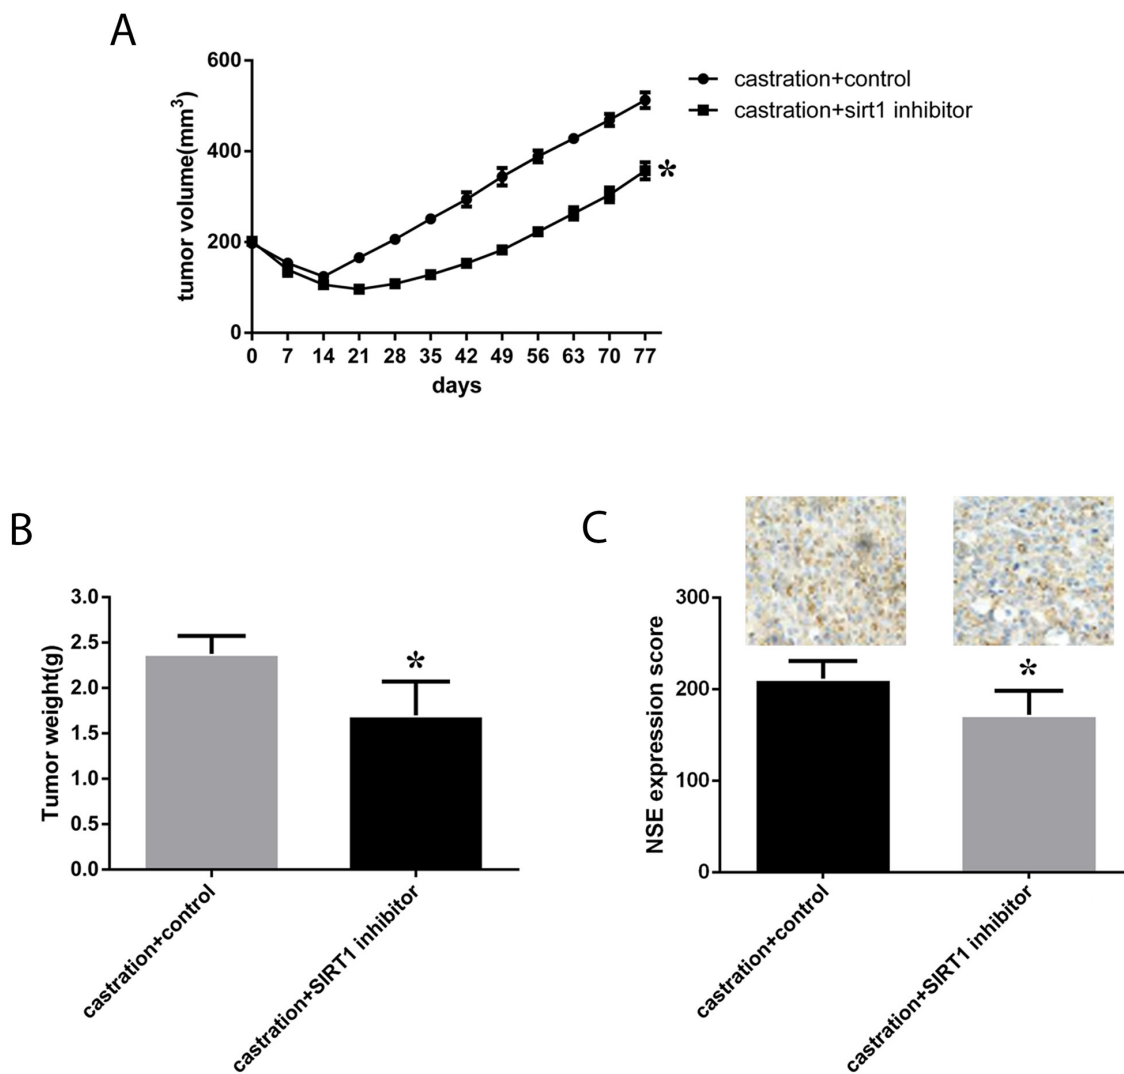 A
600
400
200
0
tumor volume(mm3)
0 7 14 21 28 35 42 49 56 63 70 77
days
castration+control
castration+sirt1 inhibitor
*
B
3.0
2.5
2.0
1.5
1.0
0.5
0.0
Tumor weight(g)
*
castration+control
castration+SIRT1 inhibitor
C
300
200
100
0
NSE expression score
*
castration+control
castration+SIRT1 inhibitor